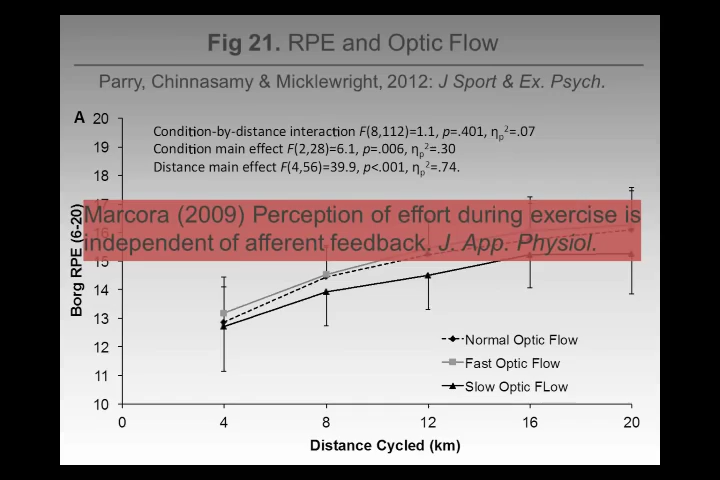 Fig 21. RPE and Optic Flow
Parry, Chinnasamy & Micklewright, 2012: J Sport & Ex. Psych.
A
Condition-by-distance interaction F(8,112)=1.1, p=.401, ηp²=.07
Condition main effect F(2,28)=6.1, p=.006, ηp²=.30
Distance main effect F(4,56)=39.9, p<.001, ηp²=.74.
Marcora (2009) Perception of effort during exercise is
independent of afferent feedback. J. App. Physiol.
Borg RPE (6-20)
20
19
18
17
16
15
14
13
12
11
10
Normal Optic Flow
Fast Optic Flow
Slow Optic FLow
0 4 8 12 16 20
Distance Cycled (km)